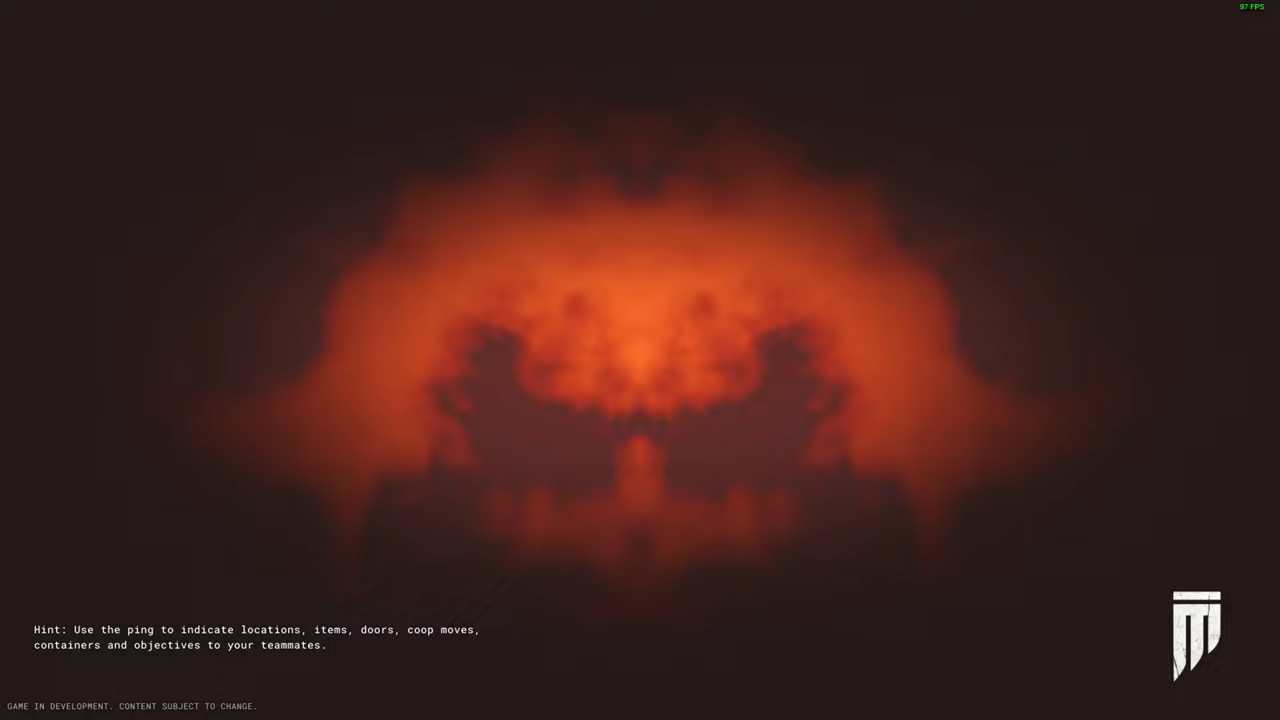 97 FPS
Hint: Use the ping to indicate locations, items, doors, coop moves,
containers and objectives to your teammates.
GAME IN DEVELOPMENT. CONTENT SUBJECT TO CHANGE.